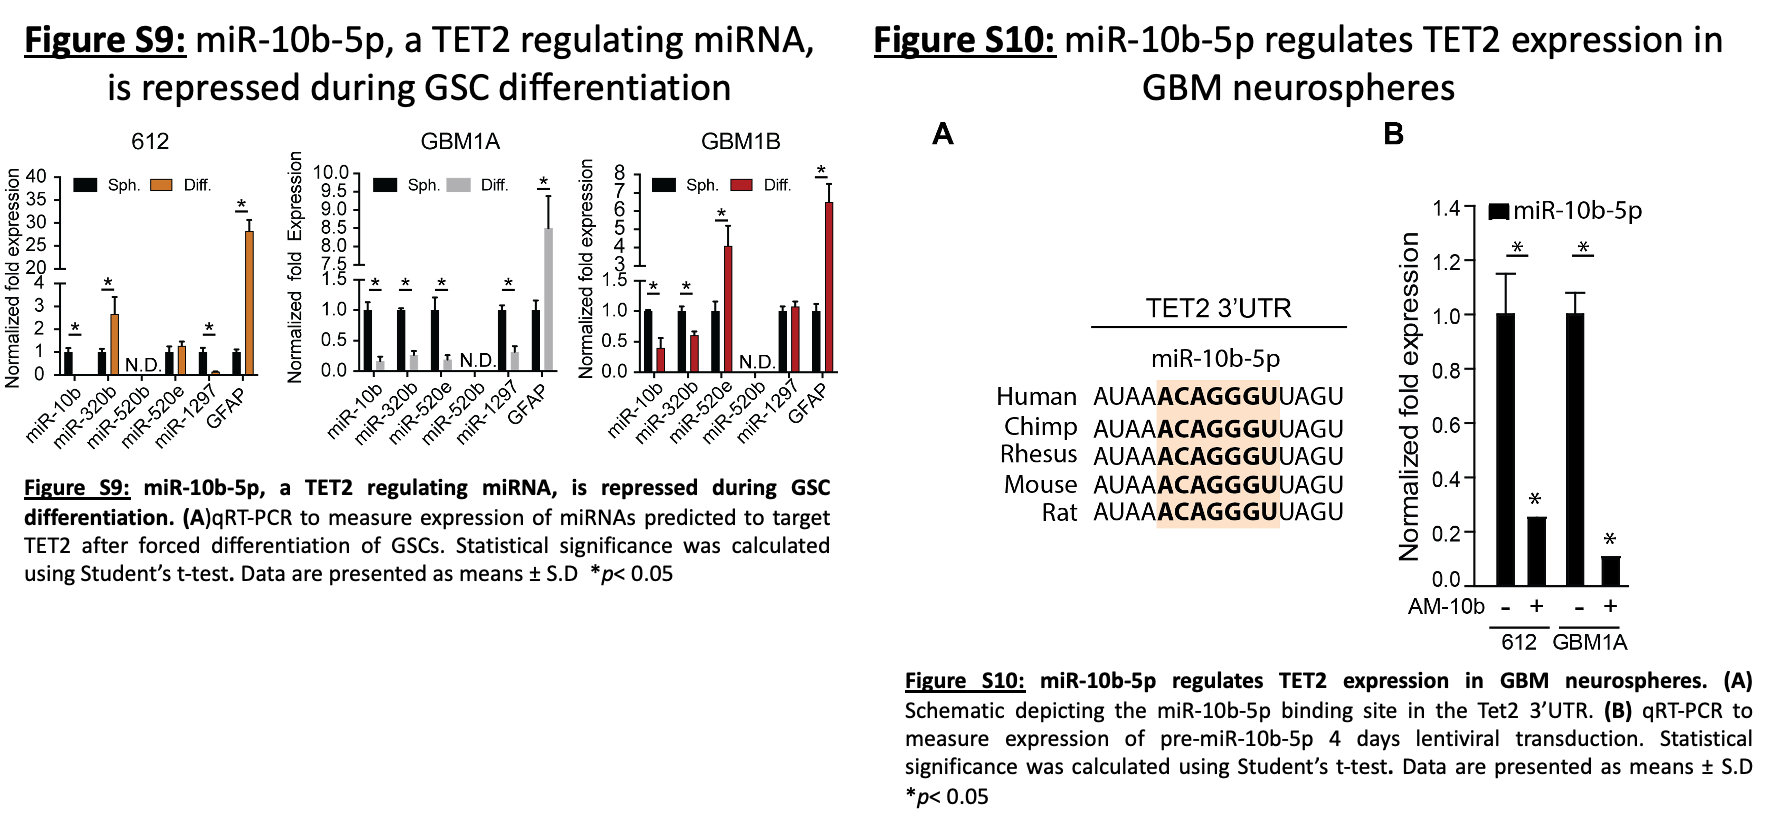 Figure S9: miR-10b-5p, a TET2 regulating miRNA,
is repressed during GSC differentiation
612
Normalized fold expression
Sph. Diff.
40
35
30
25
20
4
3
2
1
0
*
*
N.D.
*
*
miR-10b
miR-320b
miR-520b
miR-520e
miR-1297
GFAP
GBM1A
Normalized fold Expression
Sph. Diff.
10.0
9.5
9.0
8.5
8.0
7.5
1.5
1.0
0.5
0.0
*
*
*
N.D.
*
*
miR-10b
miR-320b
miR-520e
miR-520b
miR-1297
GFAP
GBM1B
Normalized fold expression
Sph. Diff.
8
7
6
5
4
3
1.5
1.0
0.5
0.0
*
*
*
N.D.
*
miR-10b
miR-320b
miR-520e
miR-520b
miR-1297
GFAP
Figure S9: miR-10b-5p, a TET2 regulating miRNA, is repressed during GSC
differentiation. (A)qRT-PCR to measure expression of miRNAs predicted to target
TET2 after forced differentiation of GSCs. Statistical significance was calculated
using Student's t-test. Data are presented as means ± S.D *p< 0.05
Figure S10: miR-10b-5p regulates TET2 expression in
GBM neurospheres
A
TET2 3'UTR
miR-10b-5p
Human AUAAACAGGGUUAGU
Chimp AUAAACAGGGUUAGU
Rhesus AUAAACAGGGUUAGU
Mouse AUAAACAGGGUUAGU
Rat AUAAACAGGGUUAGU
B
Normalized fold expression
miR-10b-5p
1.4
1.2
1.0
0.8
0.6
0.4
0.2
0.0
*
*
*
*
AM-10b - + - +
612 GBM1A
Figure S10: miR-10b-5p regulates TET2 expression in GBM neurospheres. (A)
Schematic depicting the miR-10b-5p binding site in the Tet2 3'UTR. (B) qRT-PCR to
measure expression of pre-miR-10b-5p 4 days lentiviral transduction. Statistical
significance was calculated using Student's t-test. Data are presented as means ± S.D
*p< 0.05